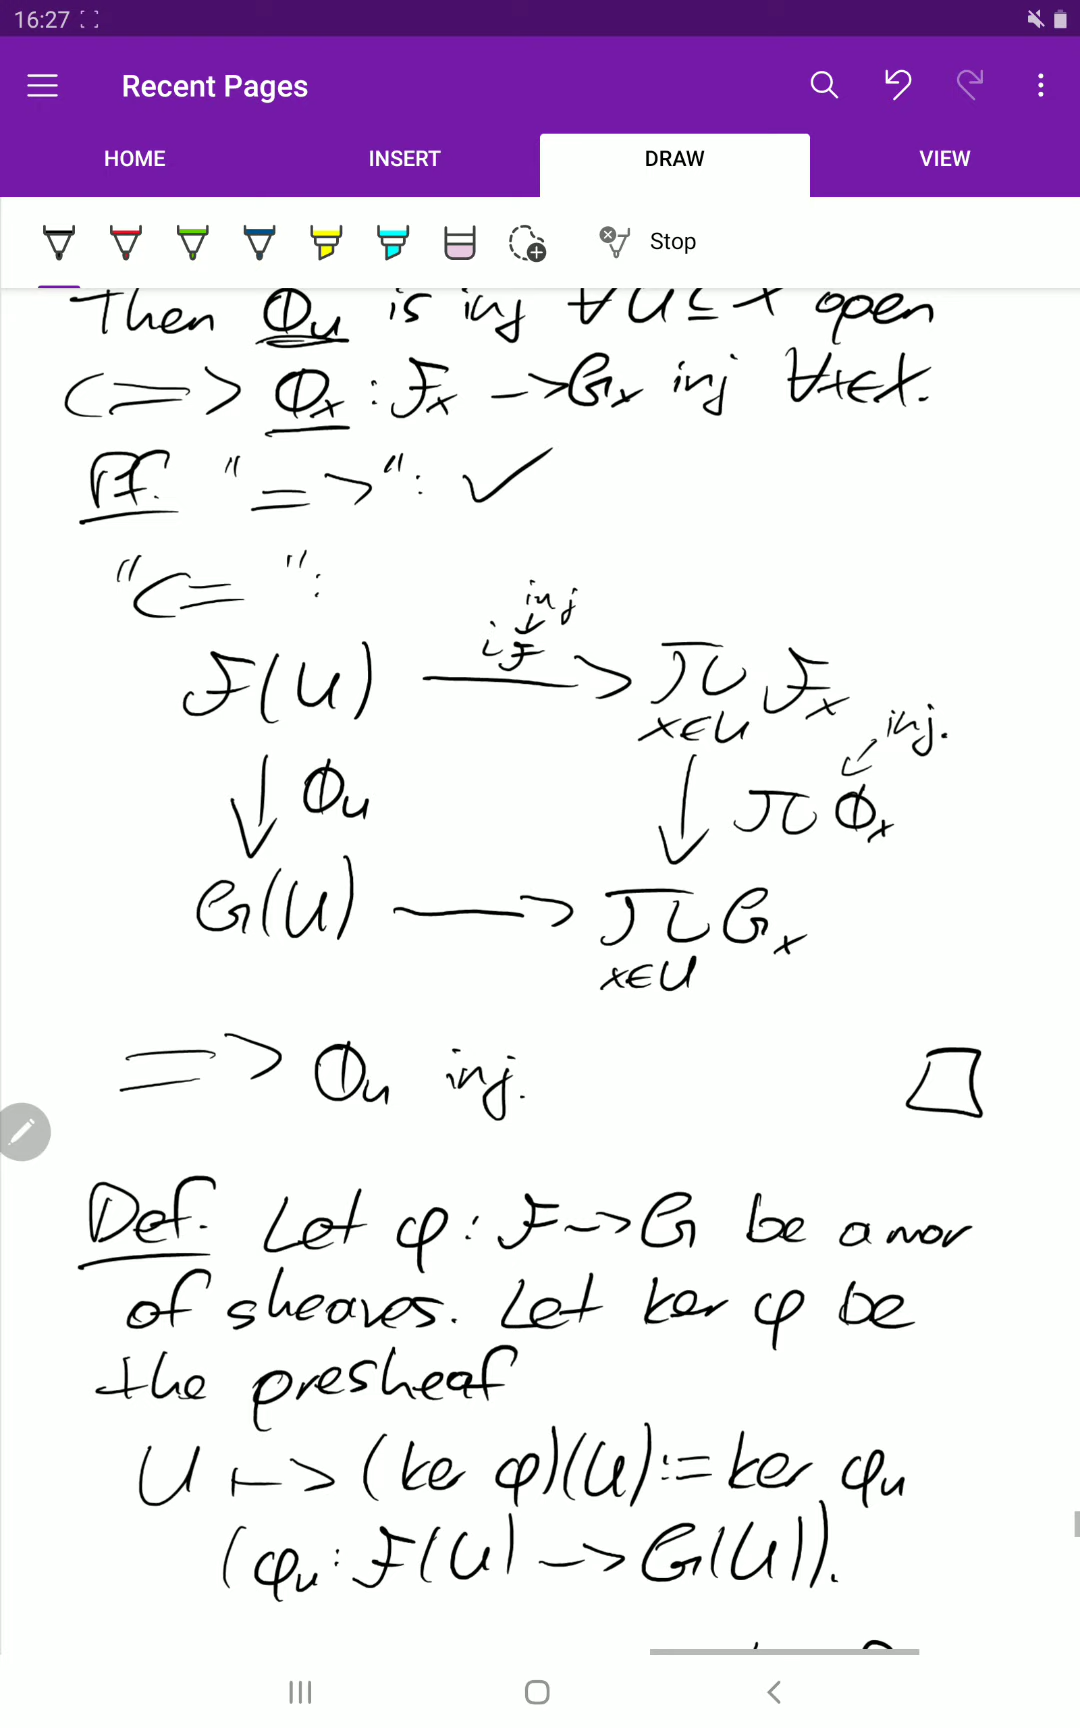 16:27
Recent Pages
HOME INSERT DRAW VIEW
Stop
Then Φ_U is inj ∀ U ⊆ X open
<=> Φ_x : F_x -> G_x inj ∀x∈X.
Pf. "=>": ✓
"<=":
inj
i_F
F(U) -> π F_x
x∈U
inj.
↓ Φ_U ↓ π Φ_x
G(U) -> π G_x
x∈U
=> Φ_U inj. □
Def. Let φ: F -> G be a mor
of sheaves. Let ker φ be
the presheaf
U ↦ (ker φ)(U) := ker φ_U
(φ_U : F(U) -> G(U)).